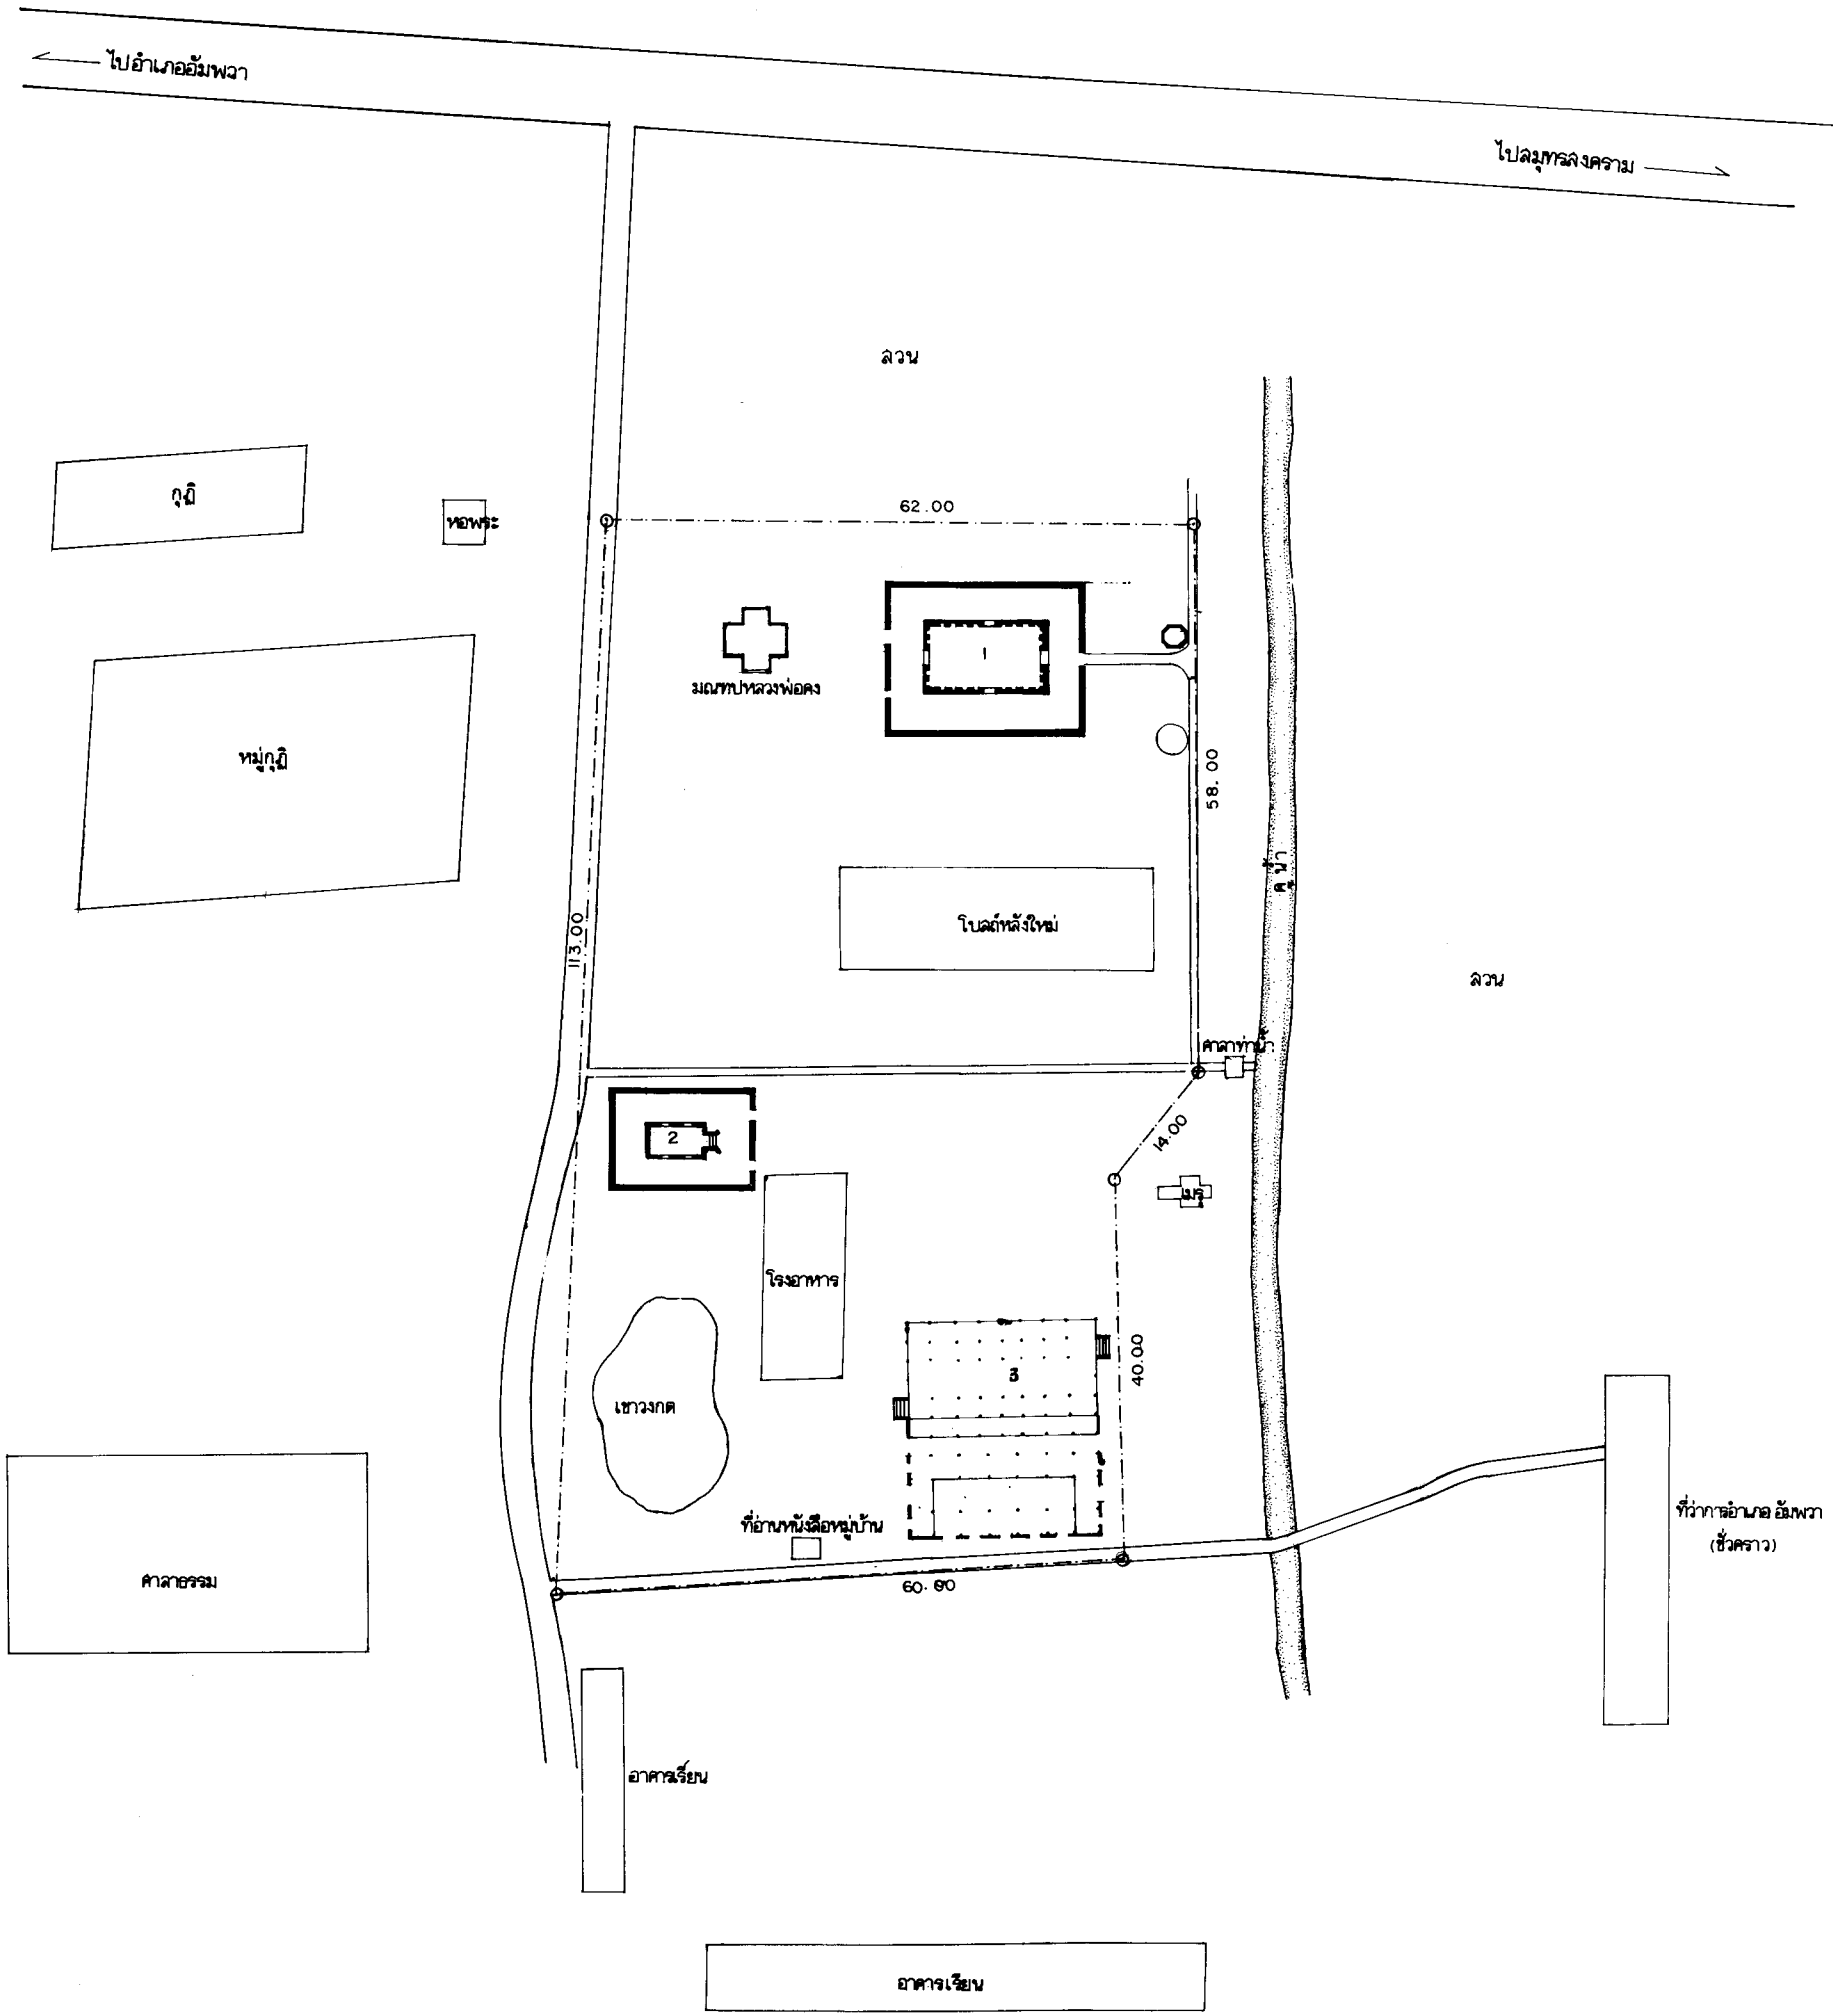 ไปอำเภออัมพวา
ไปสมุทรสงคราม
สวน
กุฏิ
หอพระ
62.00
1
มณฑปหลวงพ่อคง
หมู่กุฏิ
58.00
คูน้ำ
113.00
โบสถ์หลังใหม่
สวน
ศาลาท่าน้ำ
2
14.00
เมรุ
โรงอาหาร
3
40.00
เขาวงกต
ที่อ่านหนังสือหมู่บ้าน
60.00
ศาลาธรรม
ที่ว่าการอำเภออัมพวา
(ชั่วคราว)
อาคารเรียน
อาคารเรียน